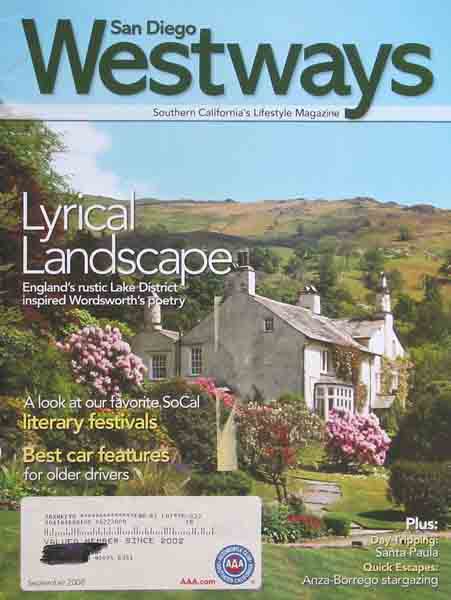 San Diego
Westways
Southern California's Lifestyle Magazine
Lyrical
Landscape
England's rustic Lake District
inspired Wordsworth's poetry
A look at our favorite SoCal
literary festivals
Best car features
for older drivers
VALUED MEMBER SINCE 2002
September 2008
AAA.com
AAA
Plus:
Day-Tripping:
Santa Paula
Quick Escapes:
Anza-Borrego stargazing